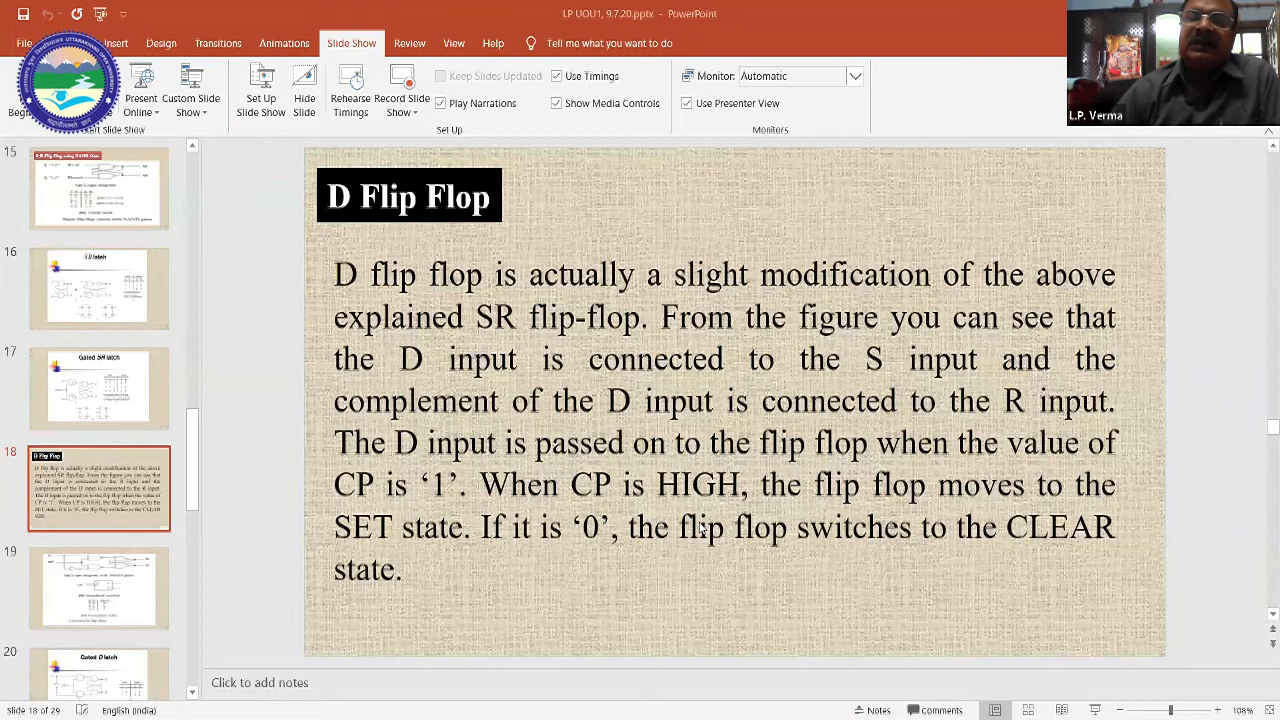 LP UOU1, 9.7.20.pptx - PowerPoint
File Insert Design Transitions Animations Slide Show Review View Help Tell me what you want to do
Present Online
Custom Slide Show
Set Up Slide Show
Hide Slide
Rehearse Timings
Record Slide Show
Keep Slides Updated
Play Narrations
Use Timings
Show Media Controls
Monitor: Automatic
Use Presenter View
Start Slide Show
Set Up
Monitors
L.P. Verma
15
16
SR latch
17
Gated SR latch
18
D Flip Flop
19
20
Gated D latch
D Flip Flop
D flip flop is actually a slight modification of the above
explained SR flip-flop. From the figure you can see that
the D input is connected to the S input and the
complement of the D input is connected to the R input.
The D input is passed on to the flip flop when the value of
CP is ‘1’. When CP is HIGH, the flip flop moves to the
SET state. If it is ‘0’, the flip flop switches to the CLEAR
state.
Click to add notes
Slide 18 of 29 English (India) Notes Comments 108%